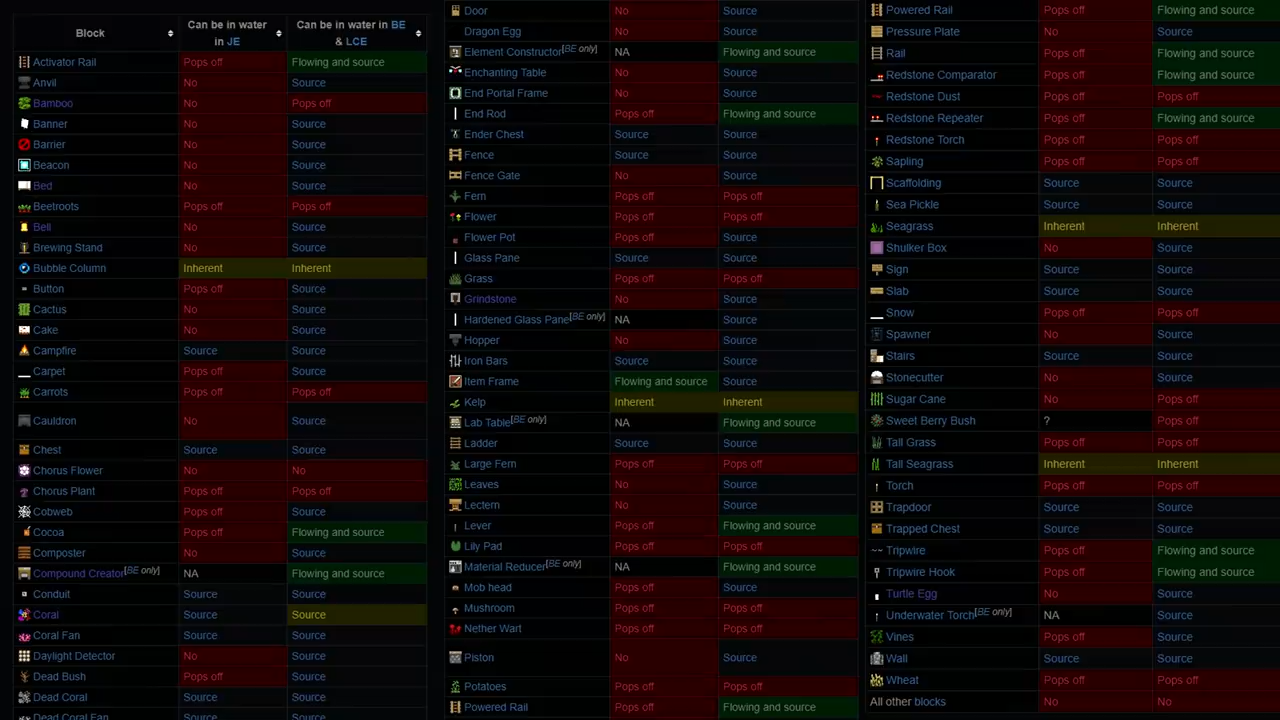 Block Can be in water in JE Can be in water in BE & LCE
Activator Rail Pops off Flowing and source
Anvil No Source
Bamboo No Pops off
Banner No Source
Barrier No Source
Beacon No Source
Bed No Source
Beetroots Pops off Pops off
Bell No Source
Brewing Stand No Source
Bubble Column Inherent Inherent
Button Pops off Source
Cactus No Source
Cake No Source
Campfire Source Source
Carpet Pops off Source
Carrots Pops off Pops off
Cauldron No Source
Chest Source Source
Chorus Flower No No
Chorus Plant Pops off Pops off
Cobweb Pops off Source
Cocoa Pops off Flowing and source
Composter No Source
Compound Creator[BE only] NA Flowing and source
Conduit Source Source
Coral Source Source
Coral Fan Source Source
Daylight Detector No Source
Dead Bush Pops off Source
Dead Coral Source Source
Dead Coral Fan Source Source
Door No Source
Dragon Egg No Source
Element Constructor[BE only] NA Flowing and source
Enchanting Table No Source
End Portal Frame No Source
End Rod Pops off Flowing and source
Ender Chest Source Source
Fence Source Source
Fence Gate No Source
Fern Pops off Pops off
Flower Pops off Pops off
Flower Pot Pops off Source
Glass Pane Source Source
Grass Pops off Pops off
Grindstone No Source
Hardened Glass Pane[BE only] NA Source
Hopper No Source
Iron Bars Source Source
Item Frame Flowing and source Source
Kelp Inherent Inherent
Lab Table[BE only] NA Flowing and source
Ladder Source Source
Large Fern Pops off Pops off
Leaves No Source
Lectern No Source
Lever Pops off Flowing and source
Lily Pad Pops off Pops off
Material Reducer[BE only] NA Flowing and source
Mob head Pops off Source
Mushroom Pops off Pops off
Nether Wart Pops off Pops off
Piston No Source
Potatoes Pops off Pops off
Powered Rail Pops off Flowing and source
Powered Rail Pops off Flowing and source
Pressure Plate No Source
Rail Pops off Flowing and source
Redstone Comparator Pops off Flowing and source
Redstone Dust Pops off Pops off
Redstone Repeater Pops off Flowing and source
Redstone Torch Pops off Pops off
Sapling Pops off Pops off
Scaffolding Source Source
Sea Pickle Source Source
Seagrass Inherent Inherent
Shulker Box No Source
Sign Source Source
Slab Source Source
Snow Pops off Pops off
Spawner No Source
Stairs Source Source
Stonecutter No Source
Sugar Cane No Pops off
Sweet Berry Bush ? Pops off
Tall Grass Pops off Pops off
Tall Seagrass Inherent Inherent
Torch Pops off Pops off
Trapdoor Source Source
Trapped Chest Source Source
Tripwire Pops off Flowing and source
Tripwire Hook Pops off Flowing and source
Turtle Egg No Source
Underwater Torch[BE only] NA Source
Vines Pops off Source
Wall Source Source
Wheat Pops off Pops off
All other blocks No No